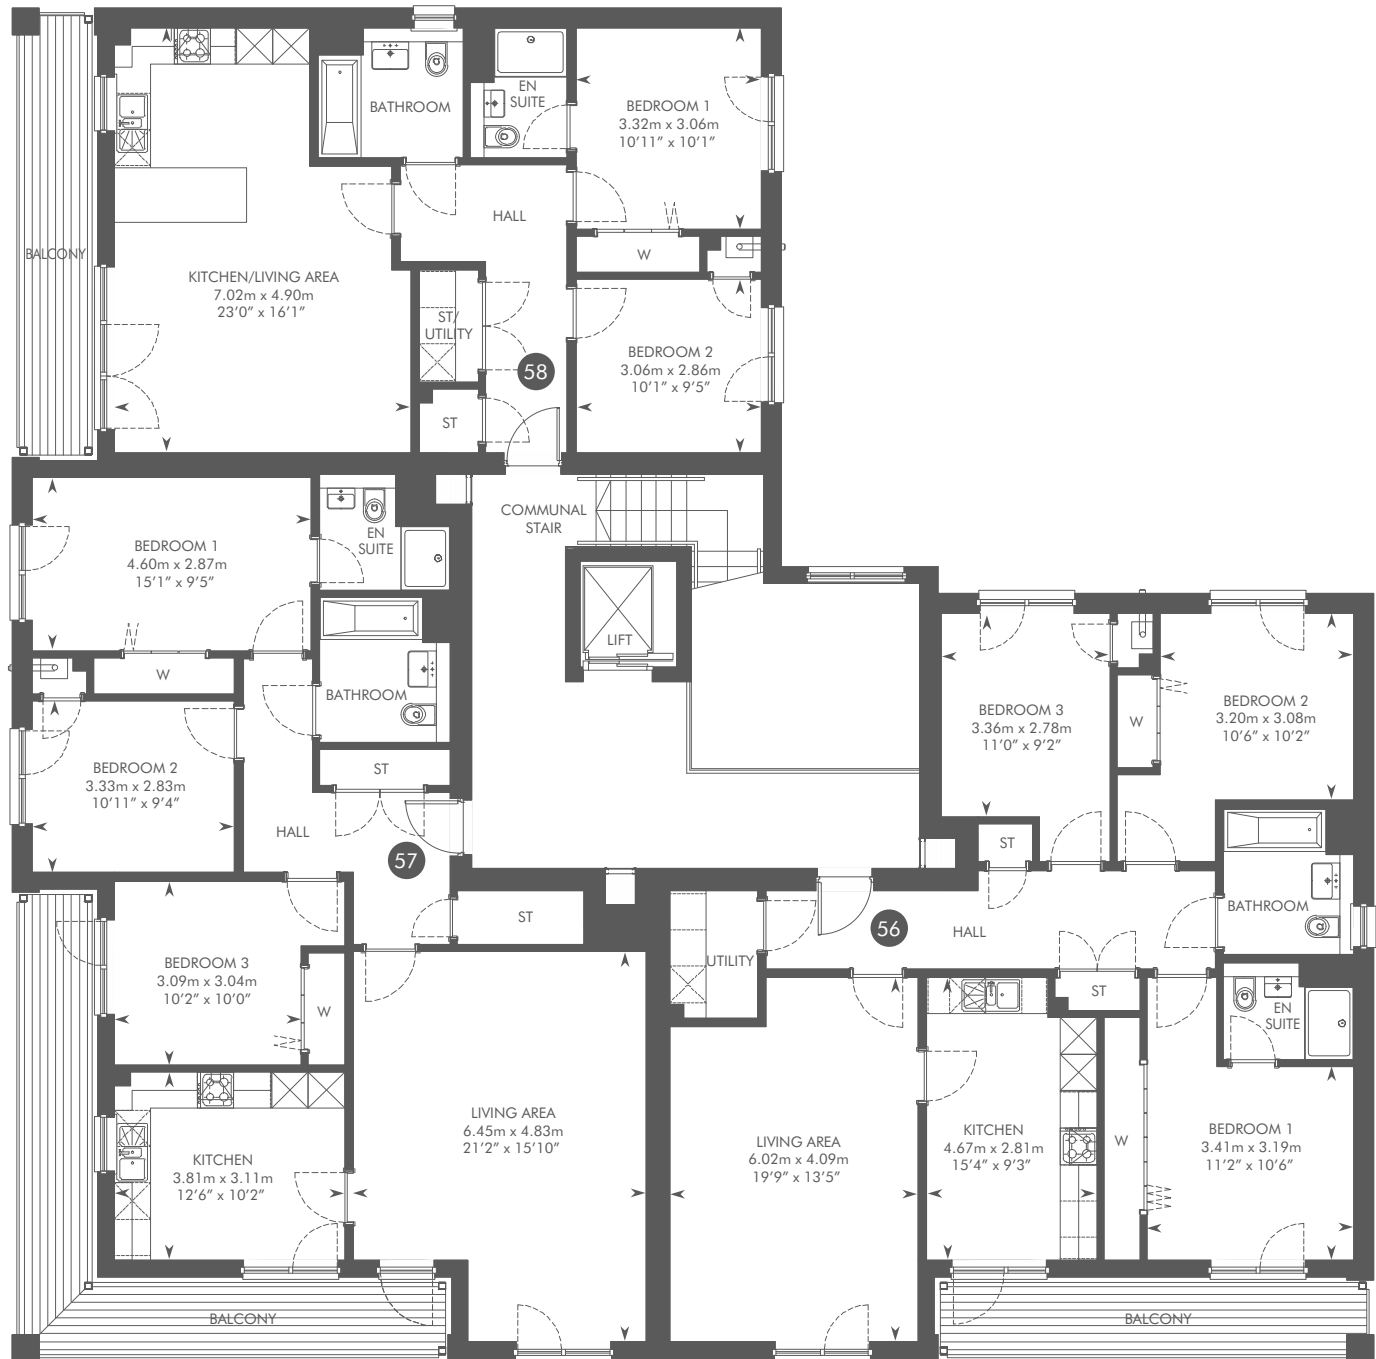 BATHROOM
EN
SUITE
BEDROOM 1
3.32m x 3.06m
10'11" x 10'1"
HALL
BALCONY
W
KITCHEN/LIVING AREA
7.02m x 4.90m
23'0" x 16'1"
ST/
UTILITY
BEDROOM 2
3.06m x 2.86m
10'1" x 9'5"
58
ST
COMMUNAL
STAIR
EN
SUITE
BEDROOM 1
4.60m x 2.87m
15'1" x 9'5"
LIFT
W
BATHROOM
BEDROOM 3
3.36m x 2.78m
11'0" x 9'2"
W
BEDROOM 2
3.20m x 3.08m
10'6" x 10'2"
BEDROOM 2
3.33m x 2.83m
10'11" x 9'4"
ST
HALL
57
ST
ST
BATHROOM
56
HALL
UTILITY
BEDROOM 3
3.09m x 3.04m
10'2" x 10'0"
W
ST
EN
SUITE
LIVING AREA
6.45m x 4.83m
21'2" x 15'10"
LIVING AREA
6.02m x 4.09m
19'9" x 13'5"
KITCHEN
4.67m x 2.81m
15'4" x 9'3"
W
BEDROOM 1
3.41m x 3.19m
11'2" x 10'6"
KITCHEN
3.81m x 3.11m
12'6" x 10'2"
BALCONY
BALCONY